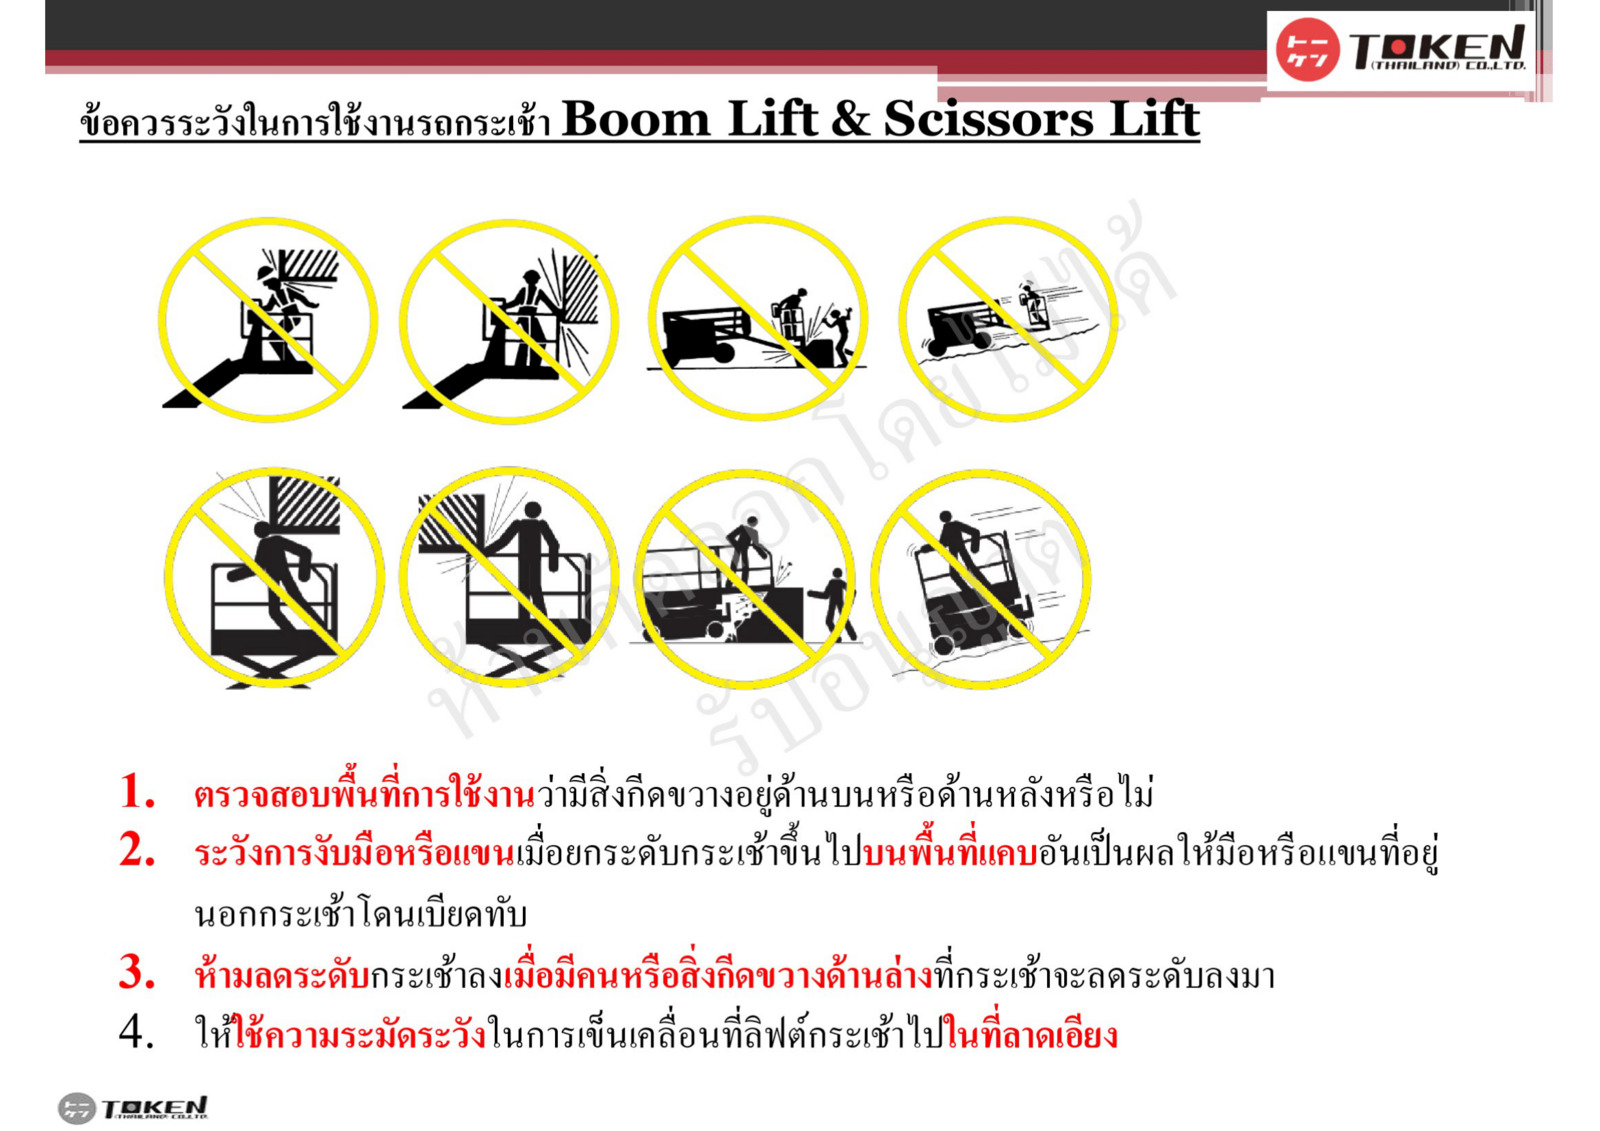 トーケン TOKEN
(THAILAND) CO.,LTD.
ข้อควรระวังในการใช้งานรถกระเช้า Boom Lift & Scissors Lift
ห้ามคัดลอกโดยไม่ได้
รับอนุญาต
1. ตรวจสอบพื้นที่การใช้งานว่ามีสิ่งกีดขวางอยู่ด้านบนหรือด้านหลังหรือไม่
2. ระวังการงับมือหรือแขนเมื่อยกระดับกระเช้าขึ้นไปบนพื้นที่แคบอันเป็นผลให้มือหรือแขนที่อยู่
นอกกระเช้าโดนเบียดทับ
3. ห้ามลดระดับกระเช้าลงเมื่อมีคนหรือสิ่งกีดขวางด้านล่างที่กระเช้าจะลดระดับลงมา
4. ให้ใช้ความระมัดระวังในการเข็นเคลื่อนที่ลิฟต์กระเช้าไปในที่ลาดเอียง
トーケン TOKEN
(THAILAND) CO.,LTD.